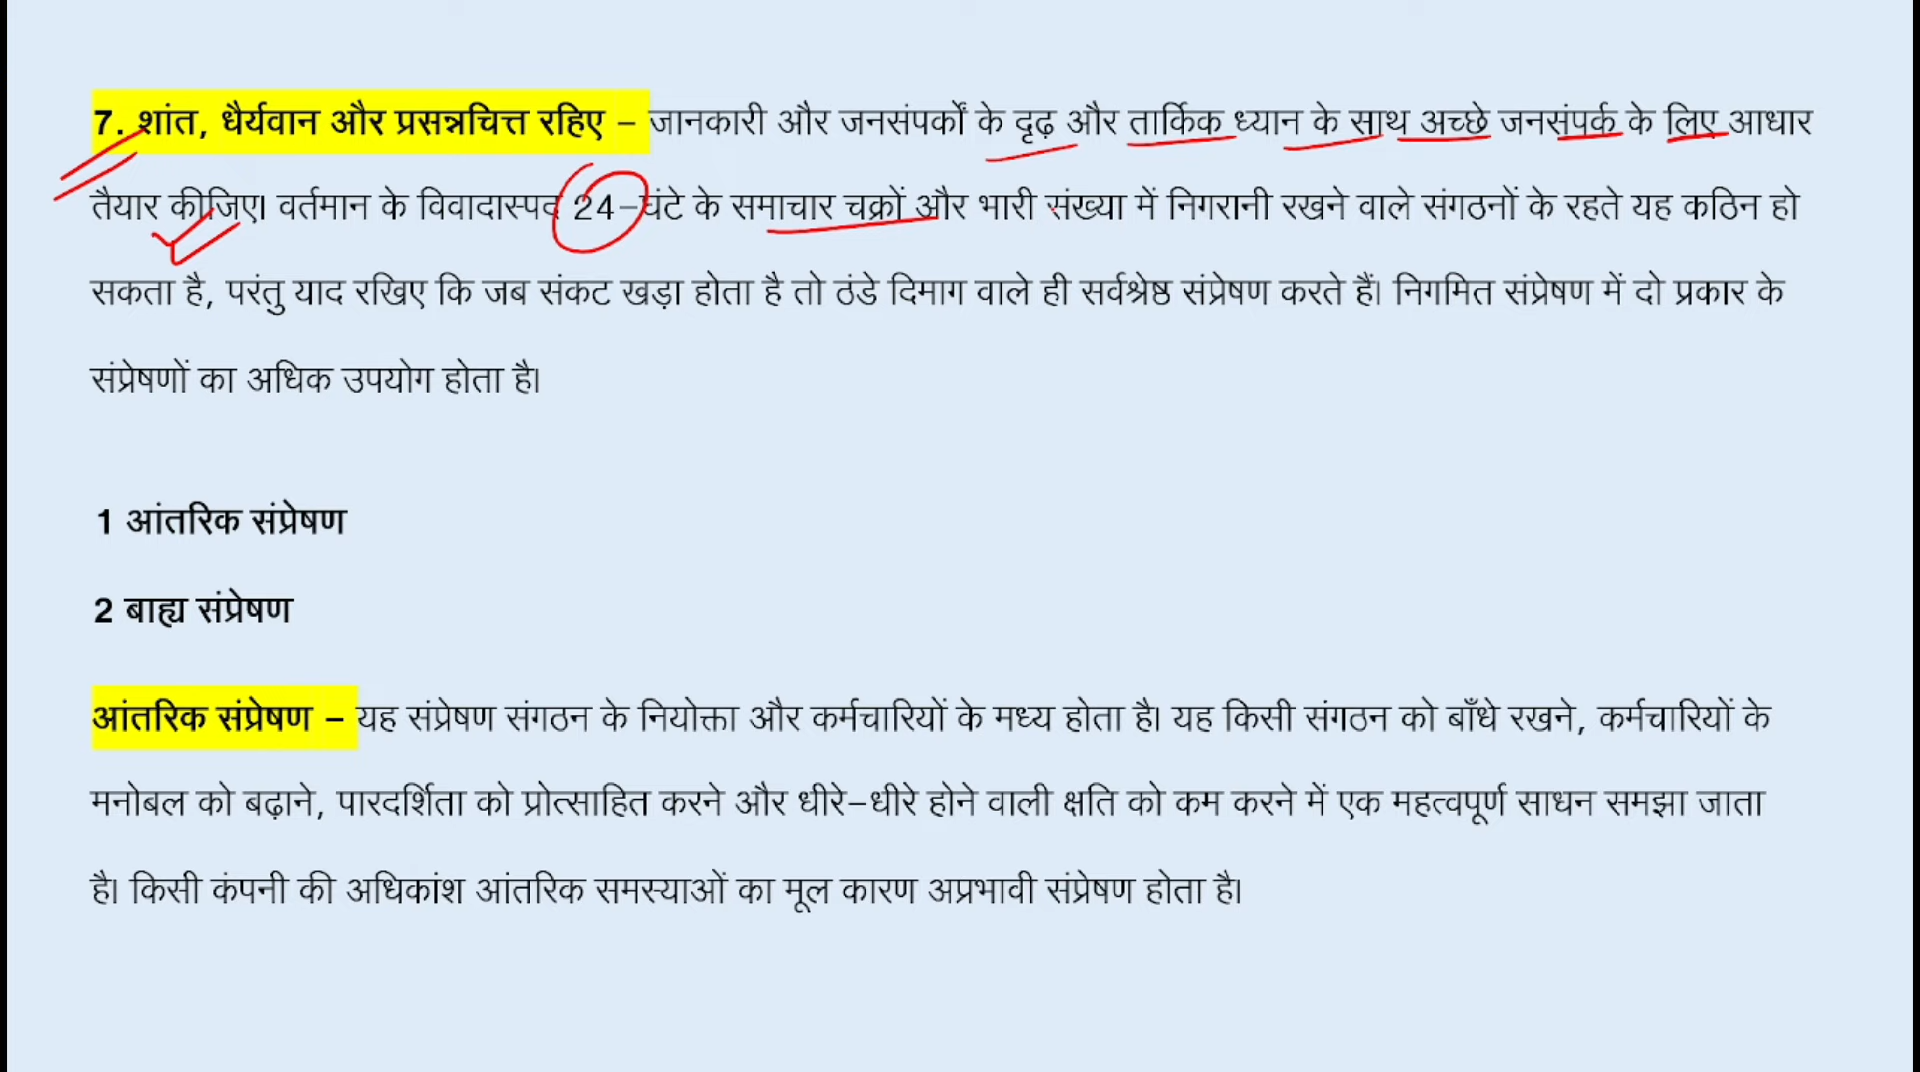 7. शांत, धैर्यवान और प्रसन्नचित्त रहिए – जानकारी और जनसंपर्कों के दृढ़ और तार्किक ध्यान के साथ अच्छे जनसंपर्क के लिए आधार
तैयार कीजिए। वर्तमान के विवादास्पद 24–घंटे के समाचार चक्रों और भारी संख्या में निगरानी रखने वाले संगठनों के रहते यह कठिन हो
सकता है, परंतु याद रखिए कि जब संकट खड़ा होता है तो ठंडे दिमाग वाले ही सर्वश्रेष्ठ संप्रेषण करते हैं। निगमित संप्रेषण में दो प्रकार के
संप्रेषणों का अधिक उपयोग होता है।
1 आंतरिक संप्रेषण
2 बाह्य संप्रेषण
आंतरिक संप्रेषण – यह संप्रेषण संगठन के नियोक्ता और कर्मचारियों के मध्य होता है। यह किसी संगठन को बाँधे रखने, कर्मचारियों के
मनोबल को बढ़ाने, पारदर्शिता को प्रोत्साहित करने और धीरे–धीरे होने वाली क्षति को कम करने में एक महत्वपूर्ण साधन समझा जाता
है। किसी कंपनी की अधिकांश आंतरिक समस्याओं का मूल कारण अप्रभावी संप्रेषण होता है।